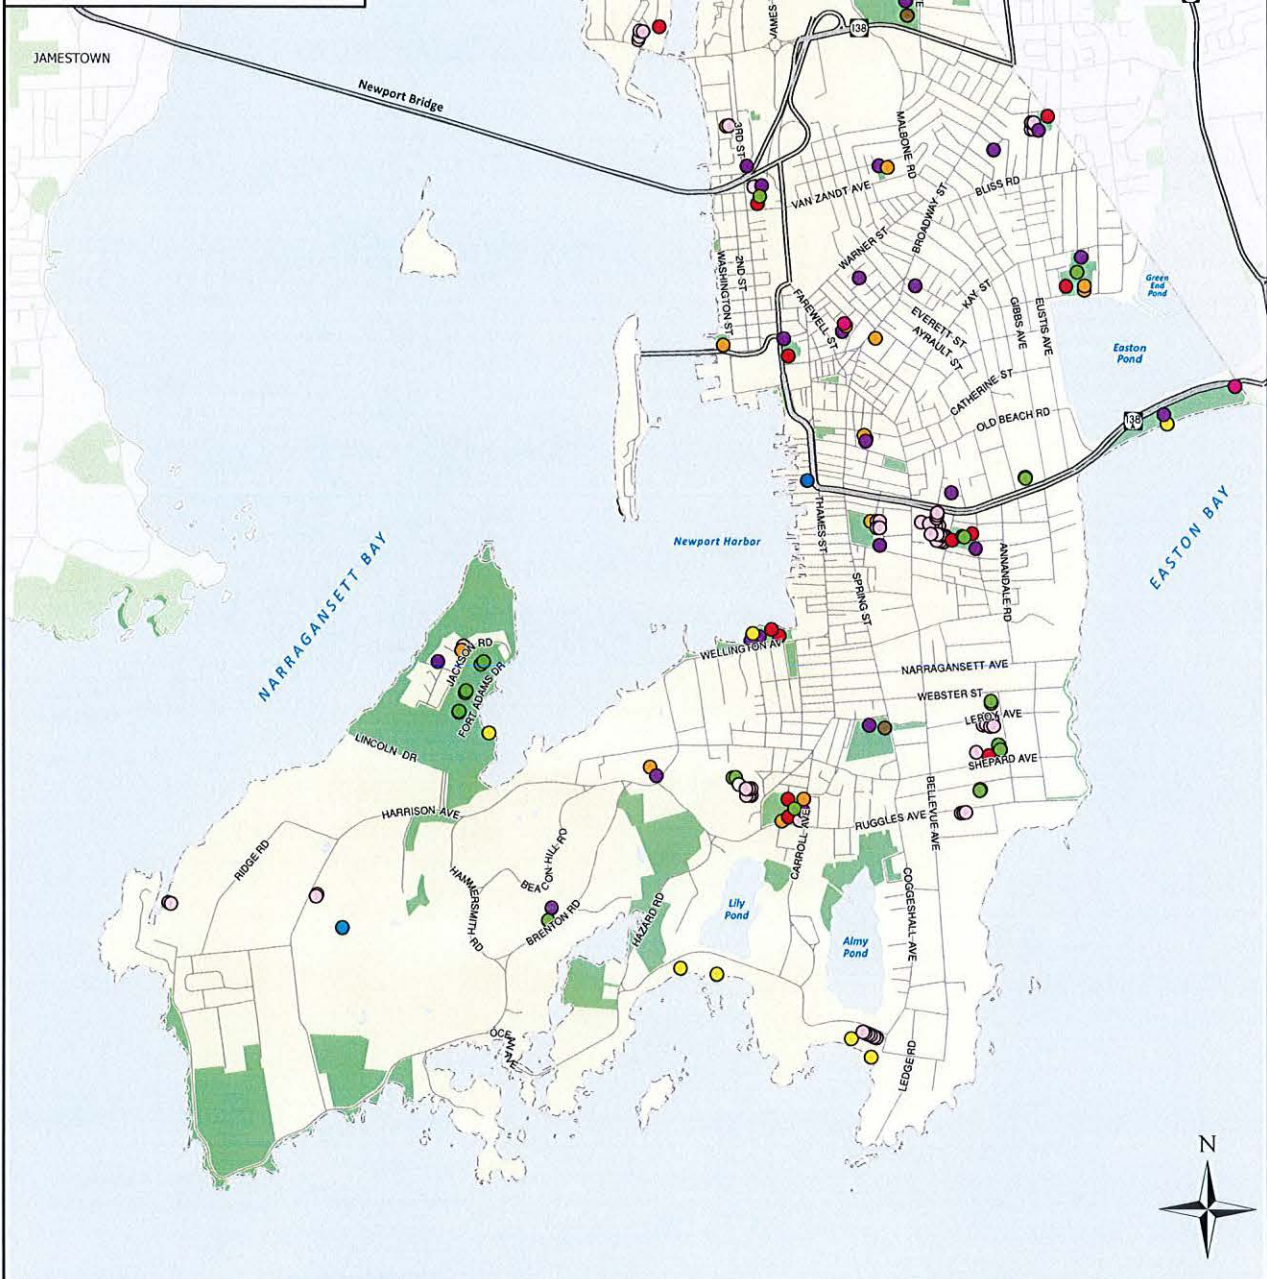 JAMES
E
138
JAMESTOWN
Newport Bridge
3RD ST
MALBONE RD
BLISS RD
VAN ZANDT AVE
BROADWAY ST
WARNER ST
2ND ST
WASHINGTON ST
FAREWELL ST
KAY ST
EVERETT ST
AYRAULT ST
GIBBS AVE
EUSTIS AVE
Green
End
Pond
Easton
Pond
CATHERINE ST
OLD BEACH RD
138
THAMES ST
Newport Harbor
EASTON BAY
NARRAGANSETT BAY
SPRING ST
ANNANDALE RD
JACKSON RD
FORT ADAMS DR
WELLINGTON AV
NARRAGANSETT AVE
WEBSTER ST
LEROY AVE
SHEPARD AVE
LINCOLN DR
HARRISON AVE
BELLEVUE AVE
RUGGLES AVE
CARROLL AVE
RIDGE RD
BEACON HILL RD
HAMMERSMITH RD
BRENTON RD
HAZARD RD
Lily
Pond
COGGESHALL AVE
Almy
Pond
OCEAN AVE
LEDGE RD
N